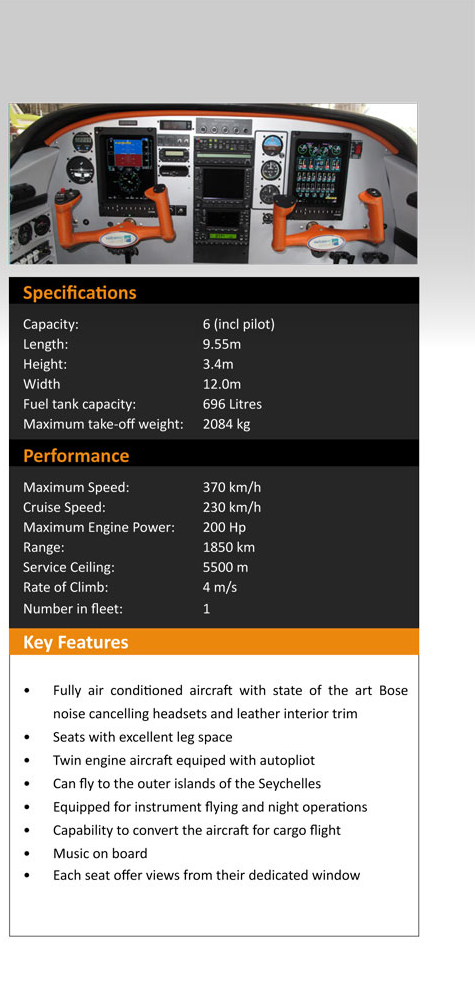 Specifications
Capacity: 6 (incl pilot)
Length: 9.55m
Height: 3.4m
Width 12.0m
Fuel tank capacity: 696 Litres
Maximum take-off weight: 2084 kg
Performance
Maximum Speed: 370 km/h
Cruise Speed: 230 km/h
Maximum Engine Power: 200 Hp
Range: 1850 km
Service Ceiling: 5500 m
Rate of Climb: 4 m/s
Number in fleet: 1
Key Features
• Fully air conditioned aircraft with state of the art Bose
noise cancelling headsets and leather interior trim
• Seats with excellent leg space
• Twin engine aircraft equiped with autopliot
• Can fly to the outer islands of the Seychelles
• Equipped for instrument flying and night operations
• Capability to convert the aircraft for cargo flight
• Music on board
• Each seat offer views from their dedicated window